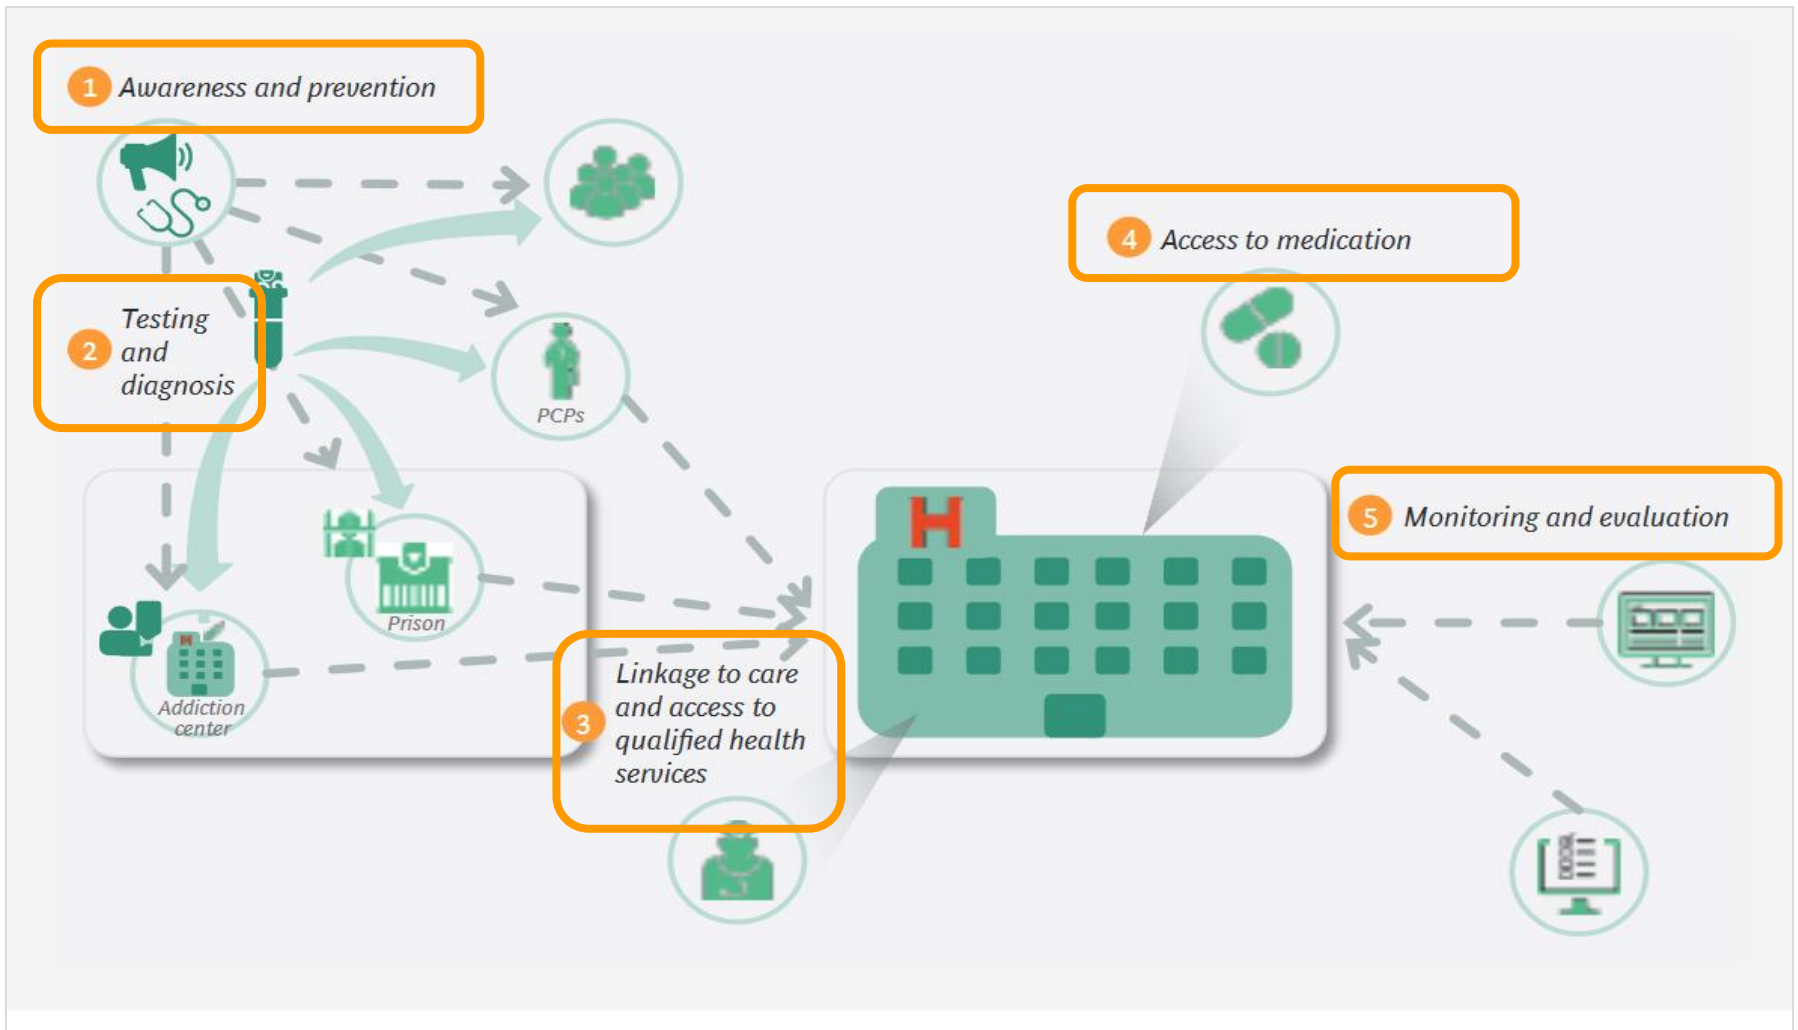 1 Awareness and prevention
2 Testing
and
diagnosis
PCPs
Prison
Addiction
center
3 Linkage to care
and access to
qualified health
services
4 Access to medication
H
H
5 Monitoring and evaluation